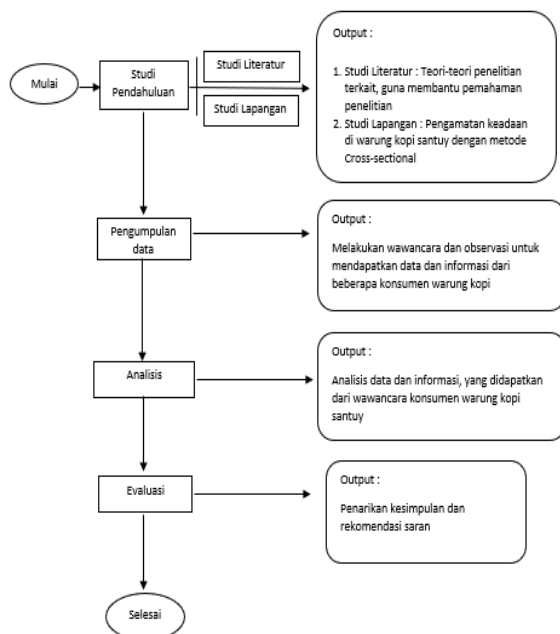 Mulai
Studi
Pendahuluan
Studi Literatur
Studi Lapangan
Output :
1. Studi Literatur : Teori-teori penelitian
terkait, guna membantu pemahaman
penelitian
2. Studi Lapangan : Pengamatan keadaan
di warung kopi santuy dengan metode
Cross-sectional
Pengumpulan
data
Output :
Melakukan wawancara dan observasi untuk
mendapatkan data dan informasi dari
beberapa konsumen warung kopi
Analisis
Output :
Analisis data dan informasi, yang didapatkan
dari wawancara konsumen warung kopi
santuy
Evaluasi
Output :
Penarikan kesimpulan dan
rekomendasi saran
Selesai